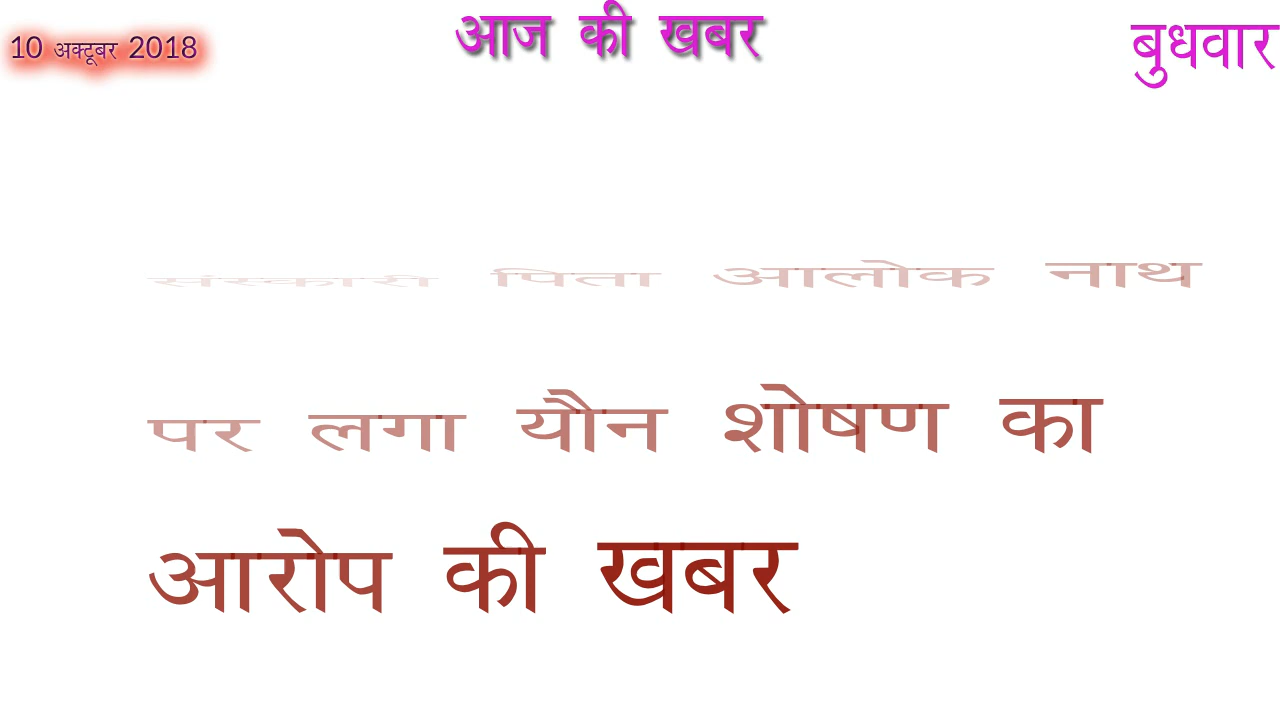 10 अक्टूबर 2018
आज की खबर
बुधवार
संस्कारी पिता आलोक नाथ
पर लगा यौन शोषण का
आरोप की खबर